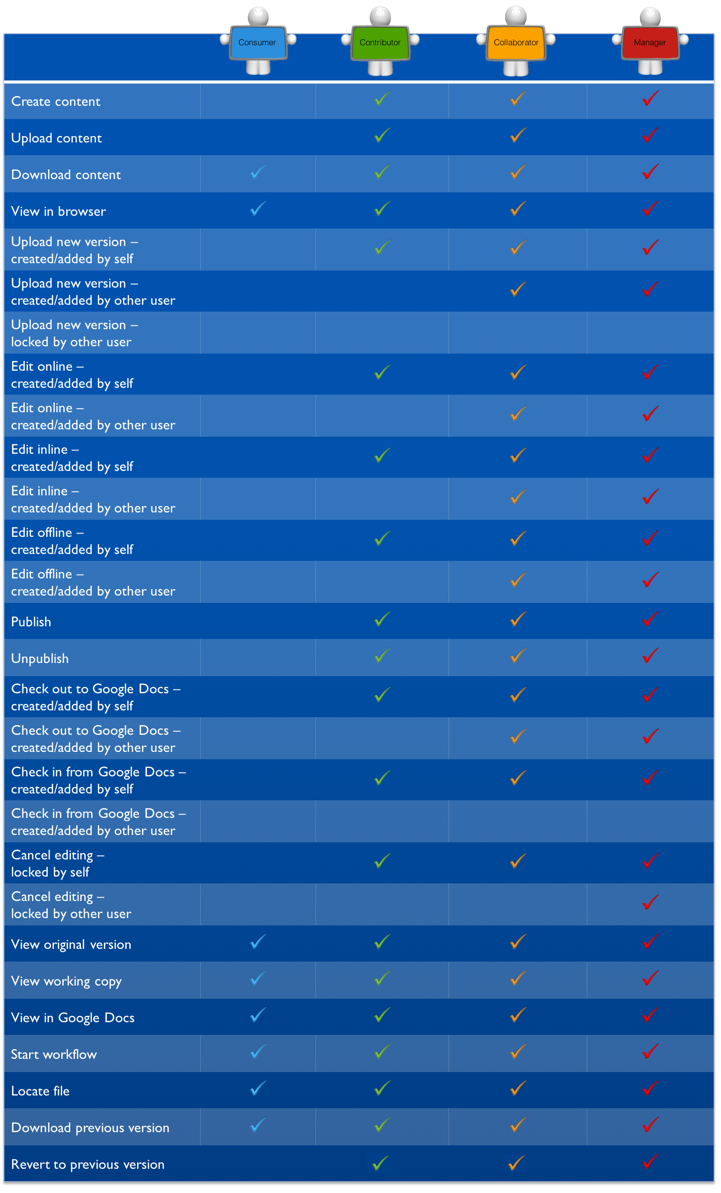 Consumer Contributor Collaborator Manager
Create content
Upload content
Download content
View in browser
Upload new version –
created/added by self
Upload new version –
created/added by other user
Upload new version –
locked by other user
Edit online –
created/added by self
Edit online –
created/added by other user
Edit inline –
created/added by self
Edit inline –
created/added by other user
Edit offline –
created/added by self
Edit offline –
created/added by other user
Publish
Unpublish
Check out to Google Docs –
created/added by self
Check out to Google Docs –
created/added by other user
Check in from Google Docs –
created/added by self
Check in from Google Docs –
created/added by other user
Cancel editing –
locked by self
Cancel editing –
locked by other user
View original version
View working copy
View in Google Docs
Start workflow
Locate file
Download previous version
Revert to previous version